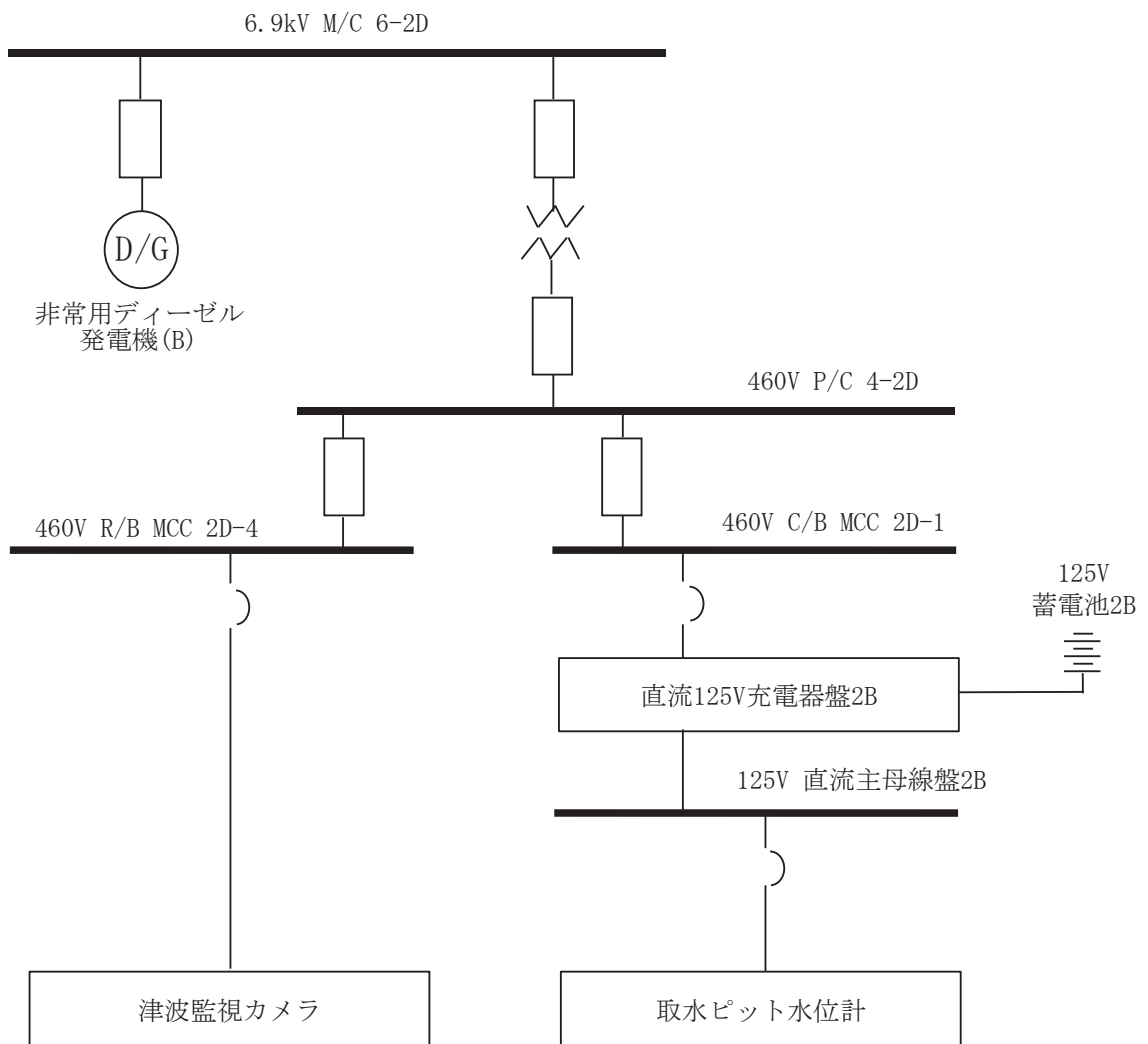 6.9kV M/C 6-2D
D/G
非常用ディーゼル
発電機(B)
460V P/C 4-2D
460V R/B MCC 2D-4
460V C/B MCC 2D-1
125V
蓄電池2B
直流125V充電器盤2B
125V 直流主母線盤2B
津波監視カメラ
取水ピット水位計